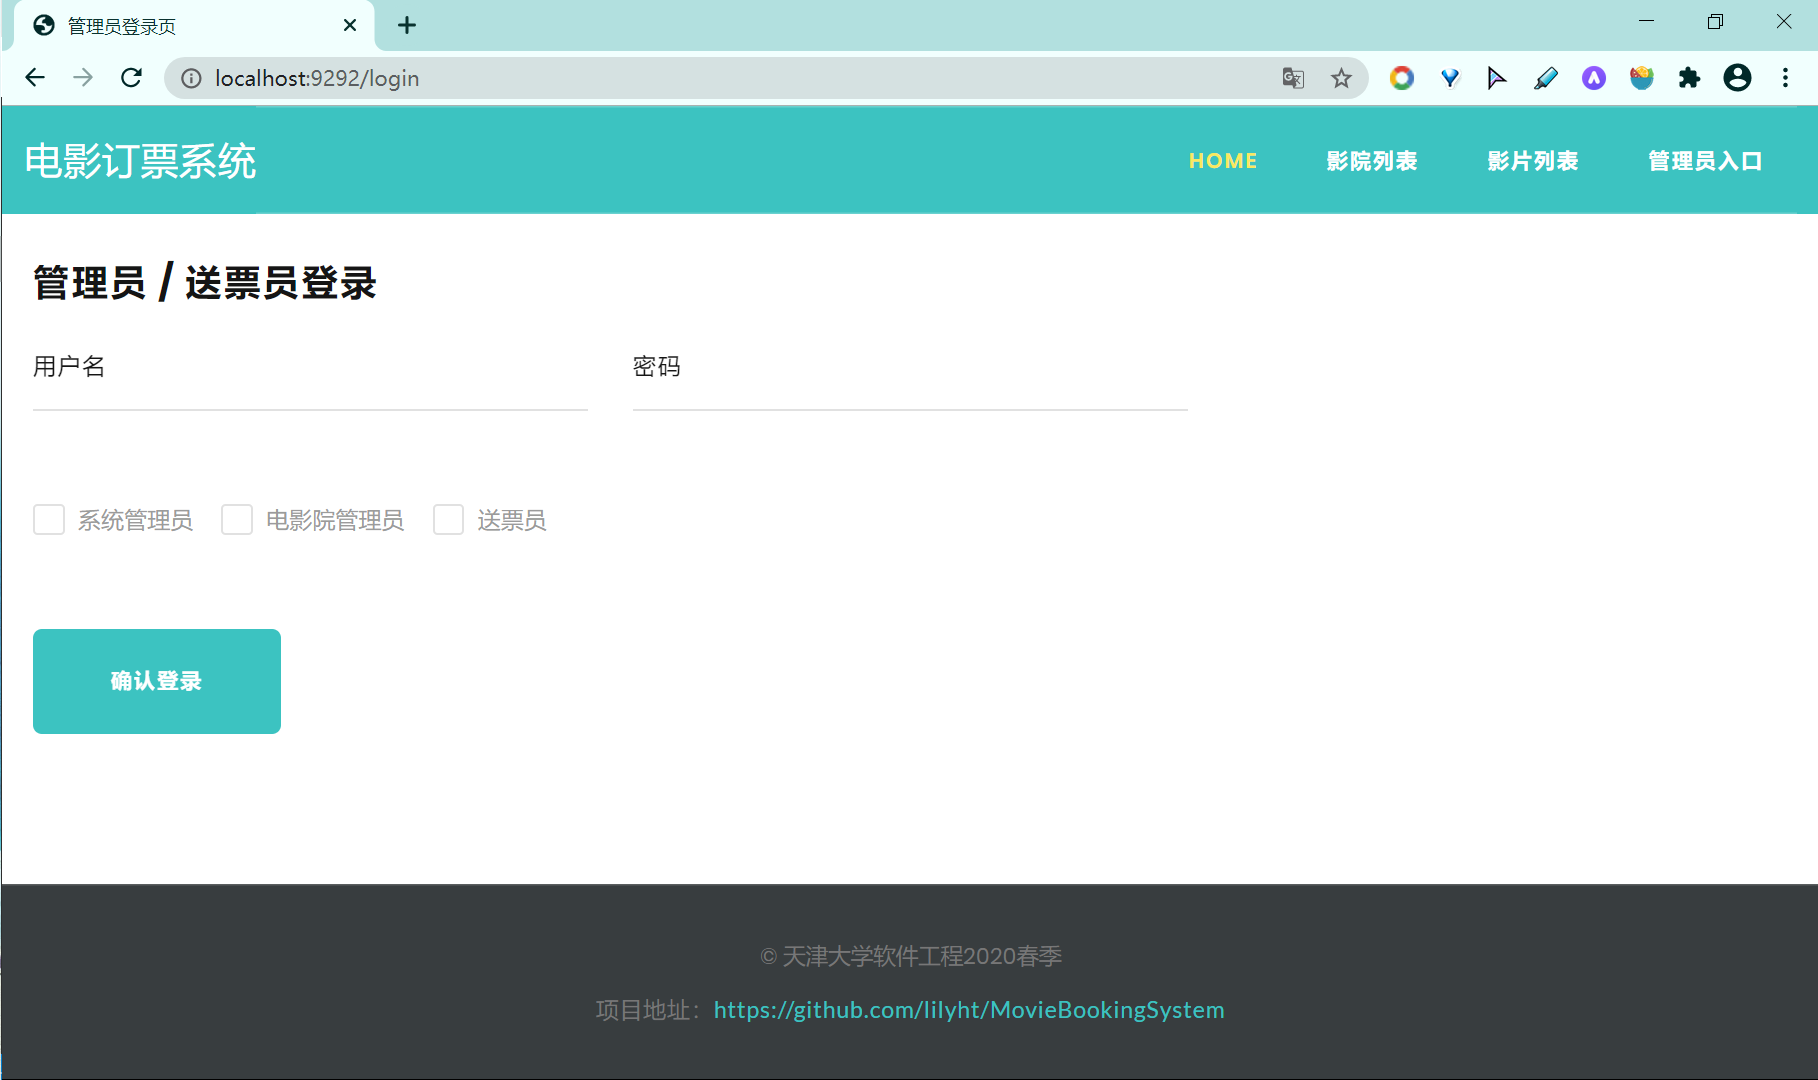 管理员登录页
localhost:9292/login
电影订票系统
HOME 影院列表 影片列表 管理员入口
管理员 / 送票员登录
用户名 密码
系统管理员 电影院管理员 送票员
确认登录
© 天津大学软件工程2020春季
项目地址：https://github.com/lilyht/MovieBookingSystem